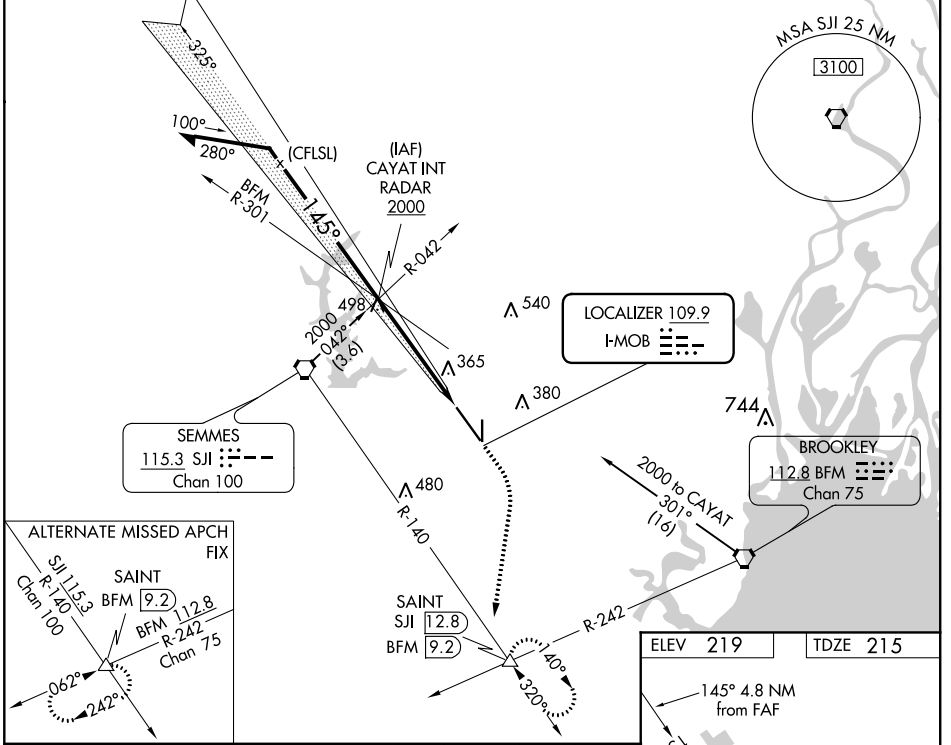 MSA SJI 25 NM
3100
325°
100°
280°
(CFLSL)
(IAF)
CAYAT INT
RADAR
2000
BFM
R-301
145°
R-042
498
2000
042°
(3.6)
540
LOCALIZER 109.9
I-MOB
365
380
744
SEMMES
115.3 SJI
Chan 100
BROOKLEY
112.8 BFM
Chan 75
2000 to CAYAT
301°
(16)
480
R-140
ALTERNATE MISSED APCH
FIX
SJI 115.3
R-140
Chan 100
SAINT
BFM 9.2
BFM 112.8
R-242
Chan 75
062°
242°
SAINT
SJI 12.8
BFM 9.2
R-242
140°
320°
ELEV 219
TDZE 215
145° 4.8 NM
from FAF